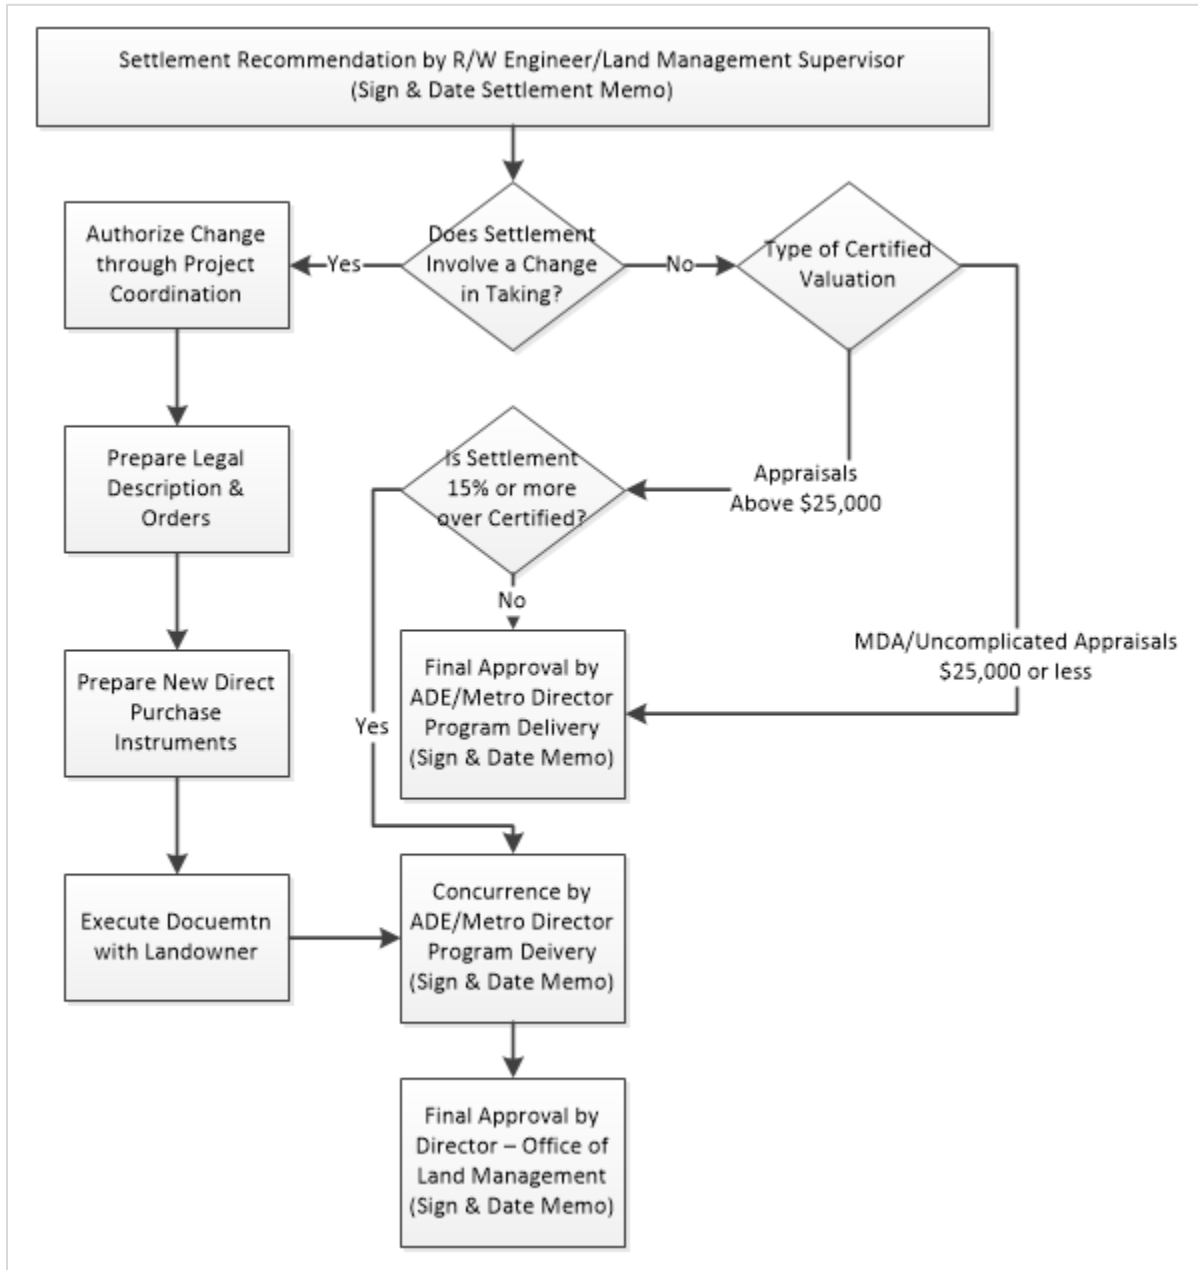 Settlement Recommendation by R/W Engineer/Land Management Supervisor
(Sign & Date Settlement Memo)
Authorize Change
through Project
Coordination
Yes
Does Settlement
Involve a Change
in Taking?
No
Type of Certified
Valuation
Prepare Legal
Description &
Orders
Is Settlement
15% or more
over Certified?
Appraisals
Above $25,000
No
MDA/Uncomplicated Appraisals
$25,000 or less
Prepare New Direct
Purchase
Instruments
Yes
Final Approval by
ADE/Metro Director
Program Delivery
(Sign & Date Memo)
Execute Docuemtn
with Landowner
Concurrence by
ADE/Metro Director
Program Deivery
(Sign & Date Memo)
Final Approval by
Director – Office of
Land Management
(Sign & Date Memo)